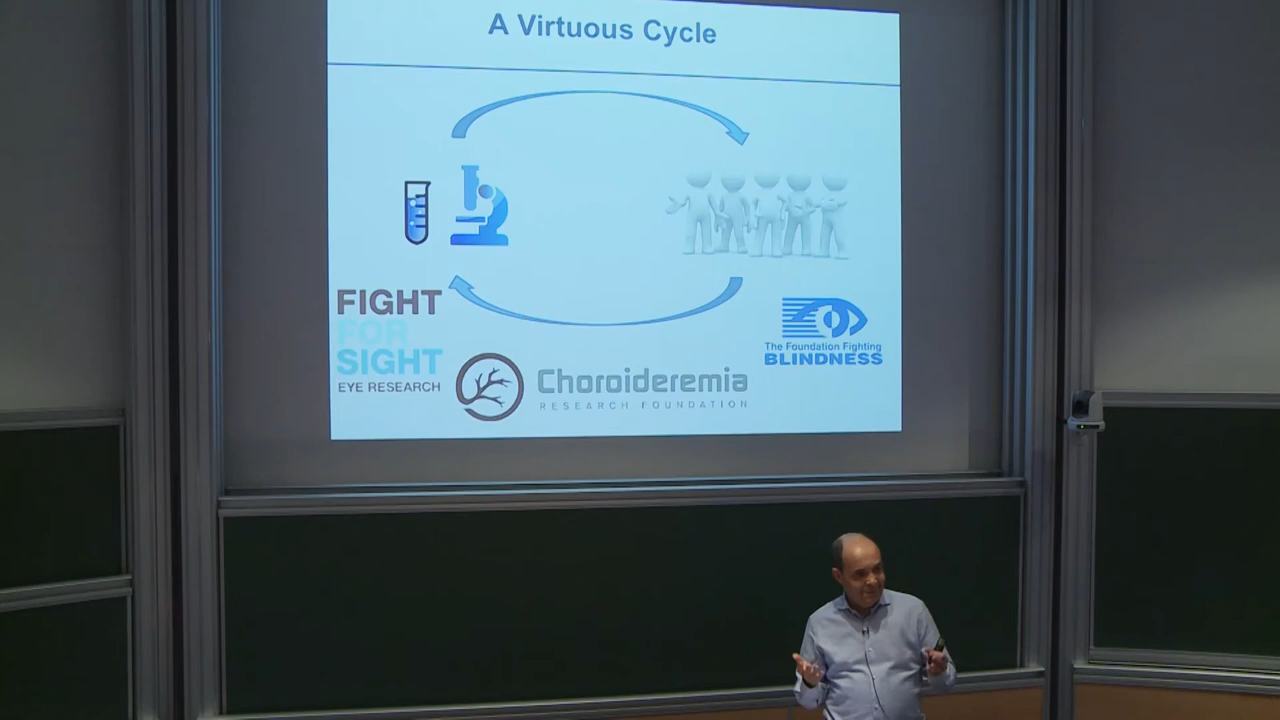 A Virtuous Cycle
FIGHT
FOR
SIGHT
EYE RESEARCH
Choroideremia
RESEARCH FOUNDATION
The Foundation Fighting
BLINDNESS